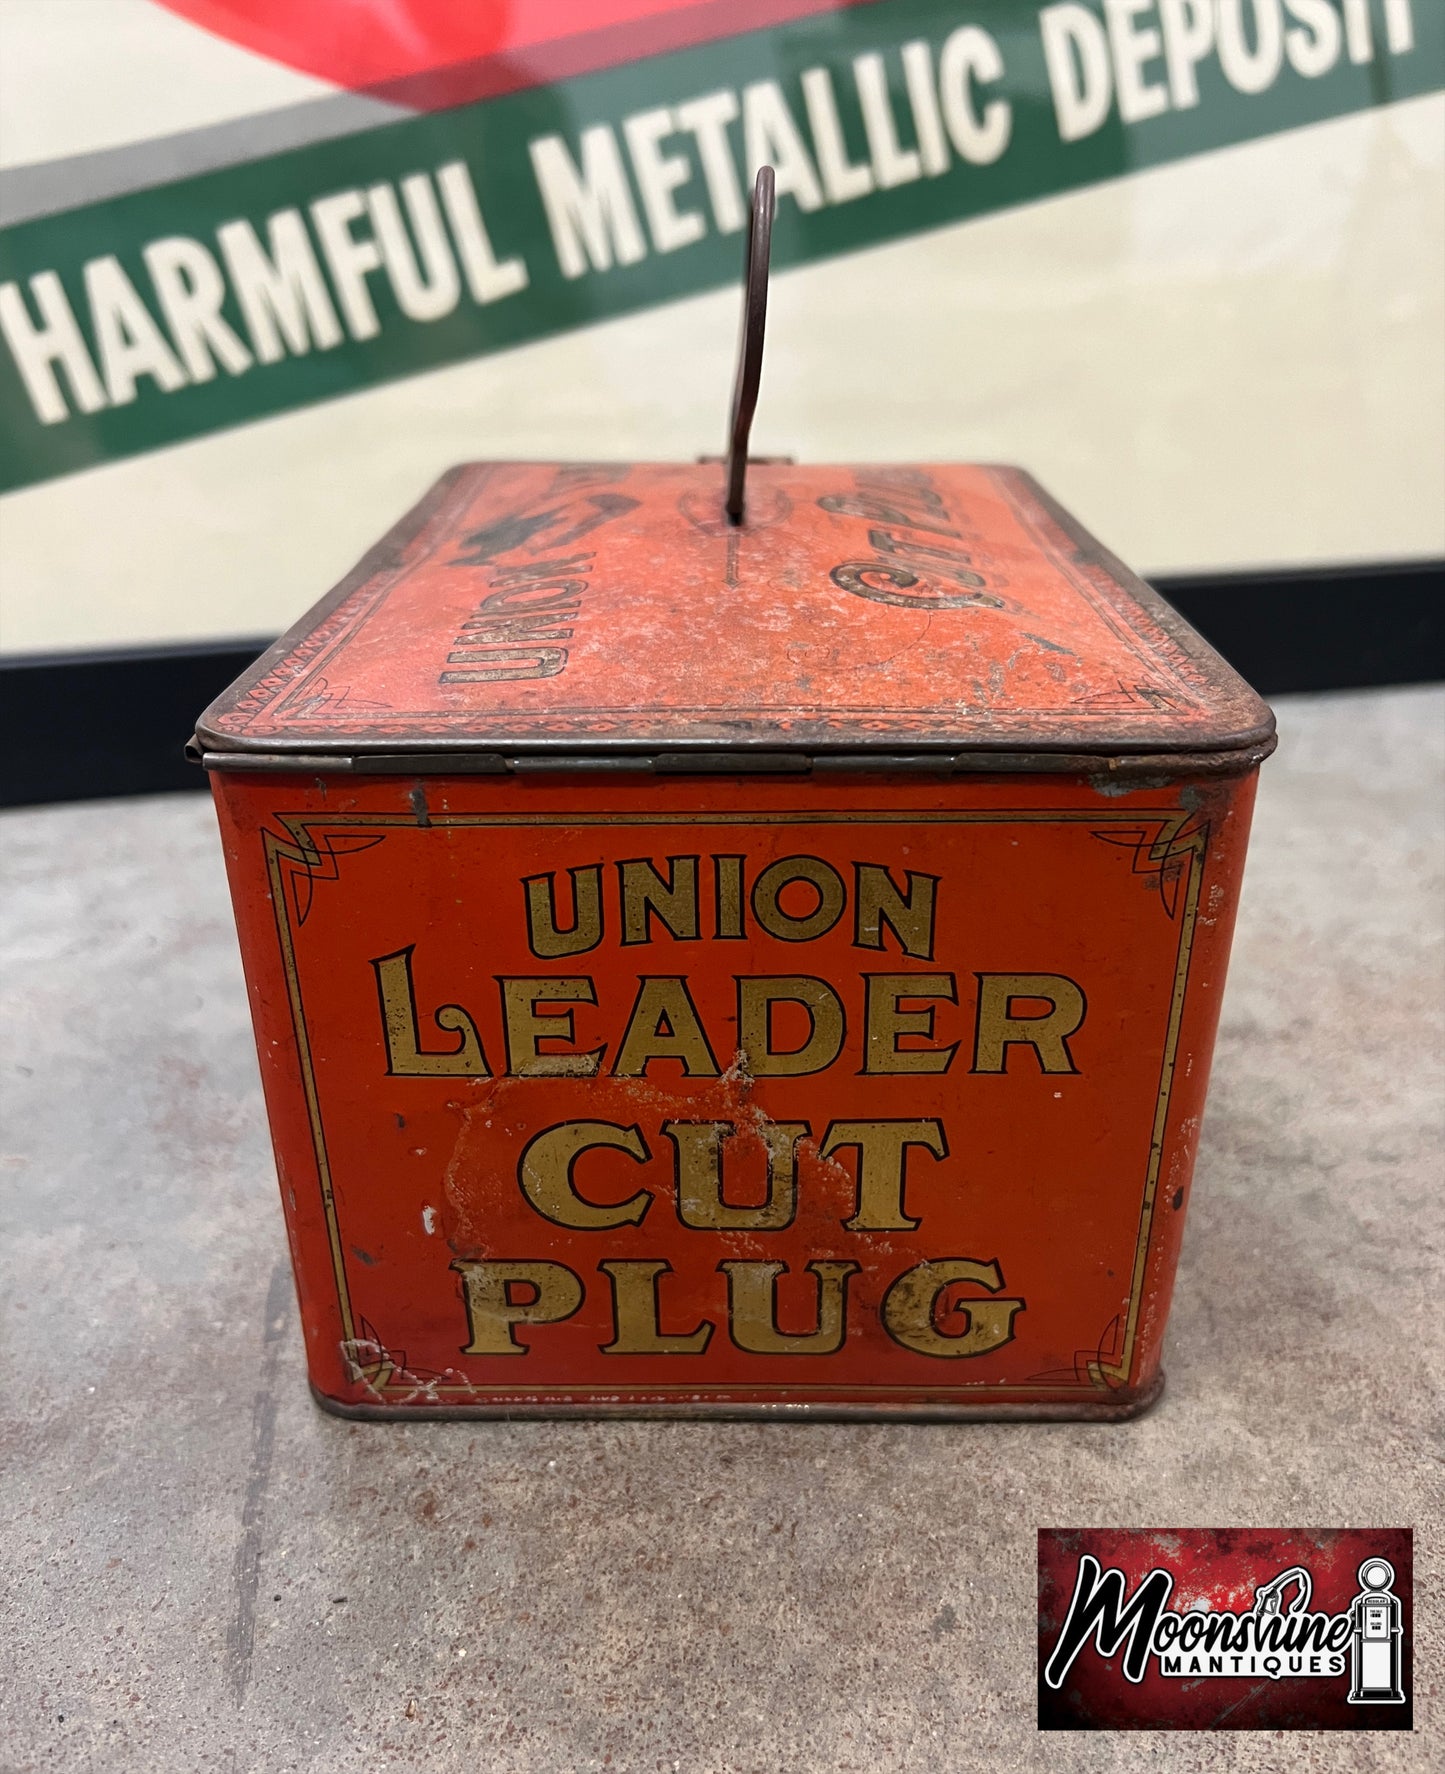 HARMFUL METALLIC DEPOSIT
UNION
CUT PLUG
UNION
LEADER
CUT
PLUG
Moonshine
MANTIQUES